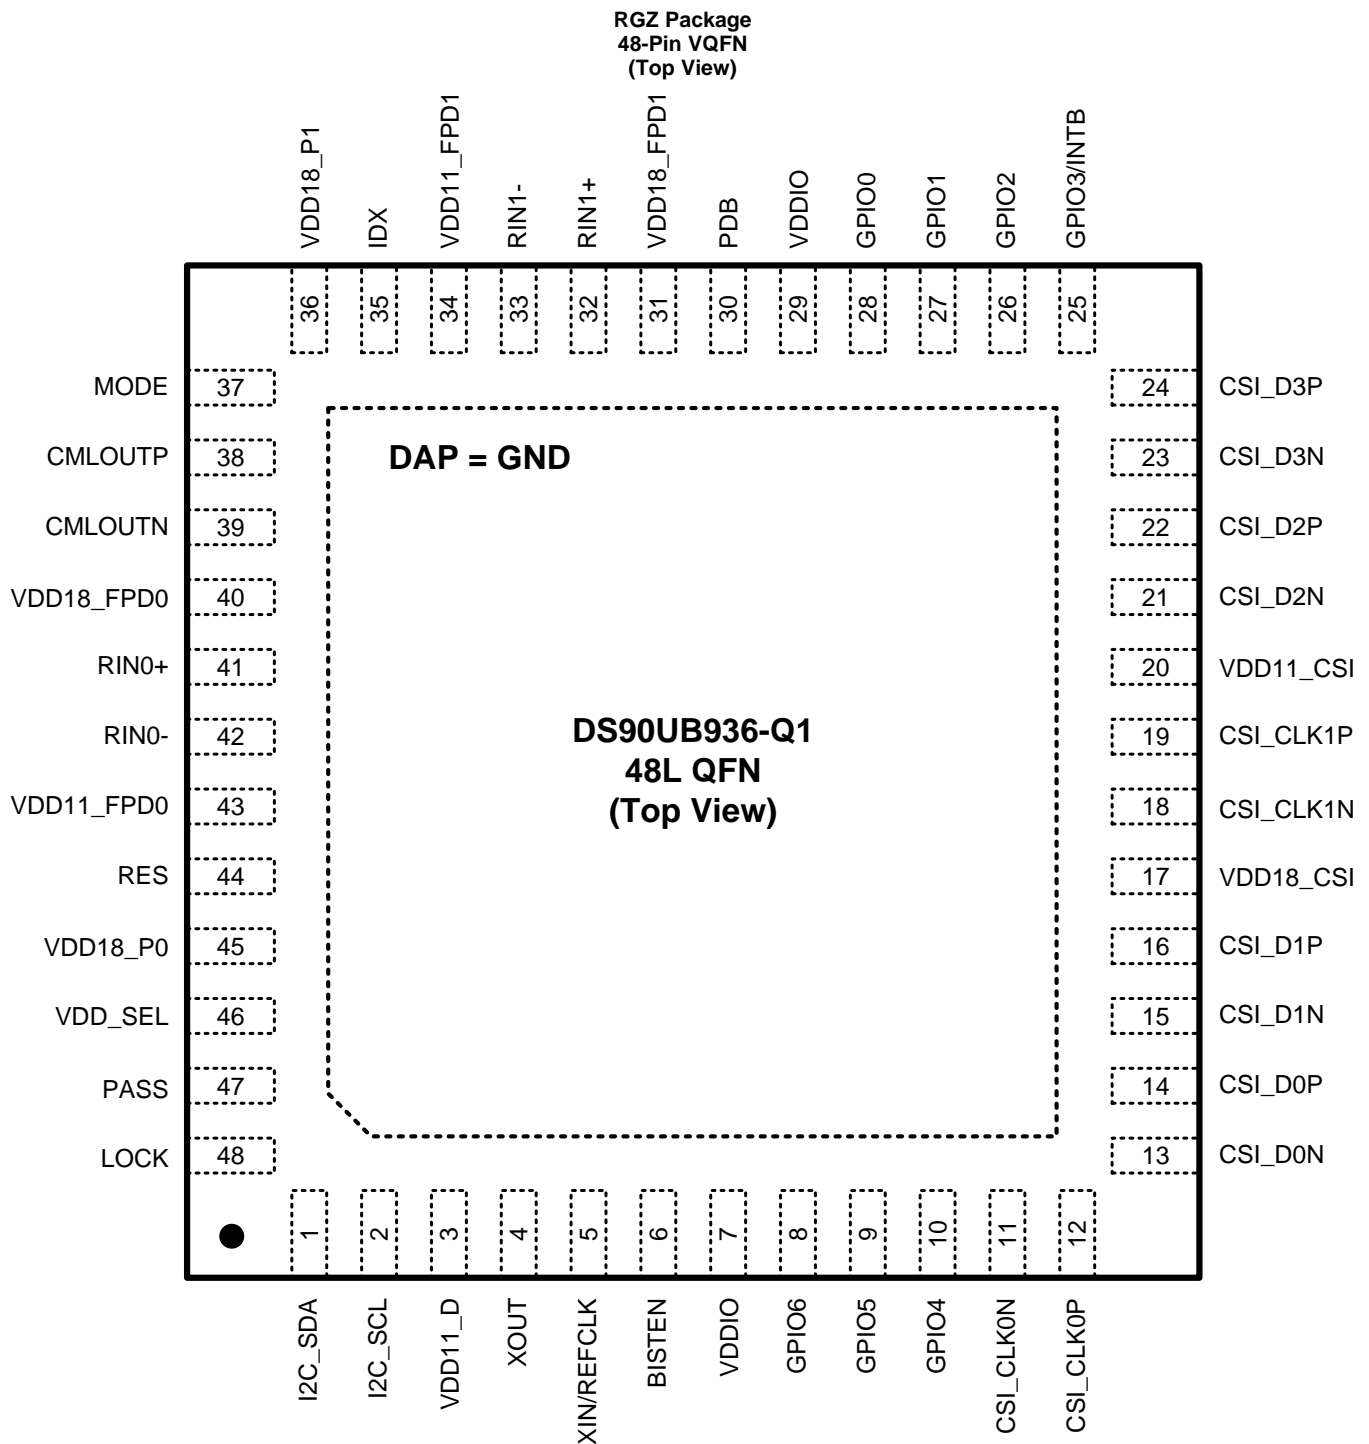 RGZ Package
48-Pin VQFN
(Top View)
VDD18_P1
IDX
VDD11_FPD1
RIN1-
RIN1+
VDD18_FPD1
PDB
VDDIO
GPIO0
GPIO1
GPIO2
GPIO3/INTB
36
35
34
33
32
31
30
29
28
27
26
25
MODE 37
CMLOUTP 38
CMLOUTN 39
VDD18_FPD0 40
RIN0+ 41
RIN0- 42
VDD11_FPD0 43
RES 44
VDD18_P0 45
VDD_SEL 46
PASS 47
LOCK 48
DAP = GND
DS90UB936-Q1
48L QFN
(Top View)
24 CSI_D3P
23 CSI_D3N
22 CSI_D2P
21 CSI_D2N
20 VDD11_CSI
19 CSI_CLK1P
18 CSI_CLK1N
17 VDD18_CSI
16 CSI_D1P
15 CSI_D1N
14 CSI_D0P
13 CSI_D0N
1
2
3
4
5
6
7
8
9
10
11
12
I2C_SDA
I2C_SCL
VDD11_D
XOUT
XIN/REFCLK
BISTEN
VDDIO
GPIO6
GPIO5
GPIO4
CSI_CLK0N
CSI_CLK0P